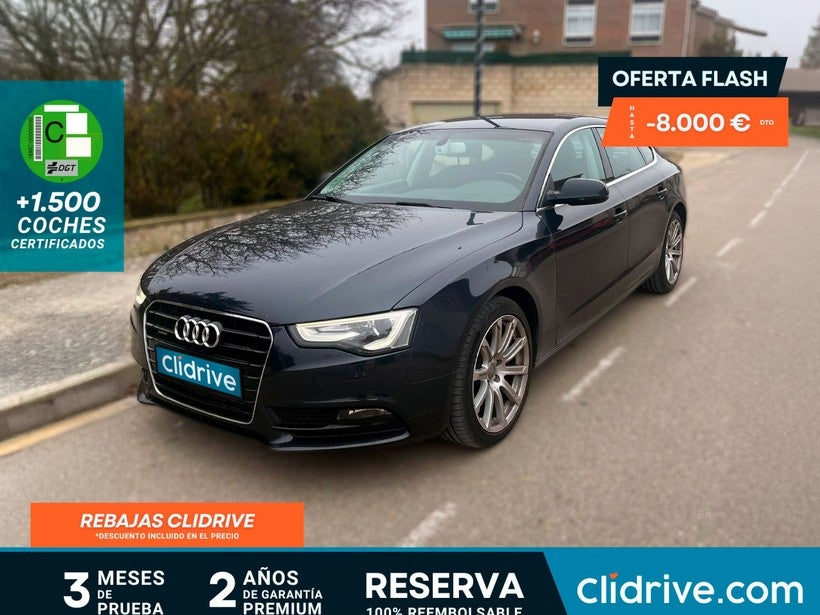 C
DGT
+1.500
COCHES
CERTIFICADOS
OFERTA FLASH
HASTA
-8.000 € DTO
Clidrive
REBAJAS CLIDRIVE
*DESCUENTO INCLUIDO EN EL PRECIO
3 MESES
DE
PRUEBA
2 AÑOS
DE GARANTÍA
PREMIUM
RESERVA
100% REEMBOLSABLE
Clidrive.com